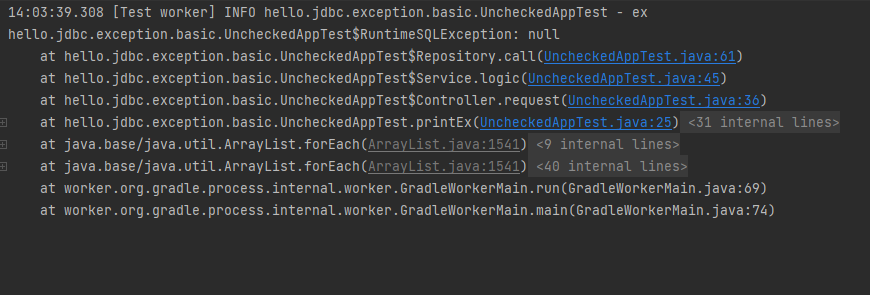 14:03:39.308 [Test worker] INFO hello.jdbc.exception.basic.UncheckedAppTest - ex
hello.jdbc.exception.basic.UncheckedAppTest$RuntimeSQLException: null
at hello.jdbc.exception.basic.UncheckedAppTest$Repository.call(UncheckedAppTest.java:61)
at hello.jdbc.exception.basic.UncheckedAppTest$Service.logic(UncheckedAppTest.java:45)
at hello.jdbc.exception.basic.UncheckedAppTest$Controller.request(UncheckedAppTest.java:36)
at hello.jdbc.exception.basic.UncheckedAppTest.printEx(UncheckedAppTest.java:25) <31 internal lines>
at java.base/java.util.ArrayList.forEach(ArrayList.java:1541) <9 internal lines>
at java.base/java.util.ArrayList.forEach(ArrayList.java:1541) <40 internal lines>
at worker.org.gradle.process.internal.worker.GradleWorkerMain.run(GradleWorkerMain.java:69)
at worker.org.gradle.process.internal.worker.GradleWorkerMain.main(GradleWorkerMain.java:74)